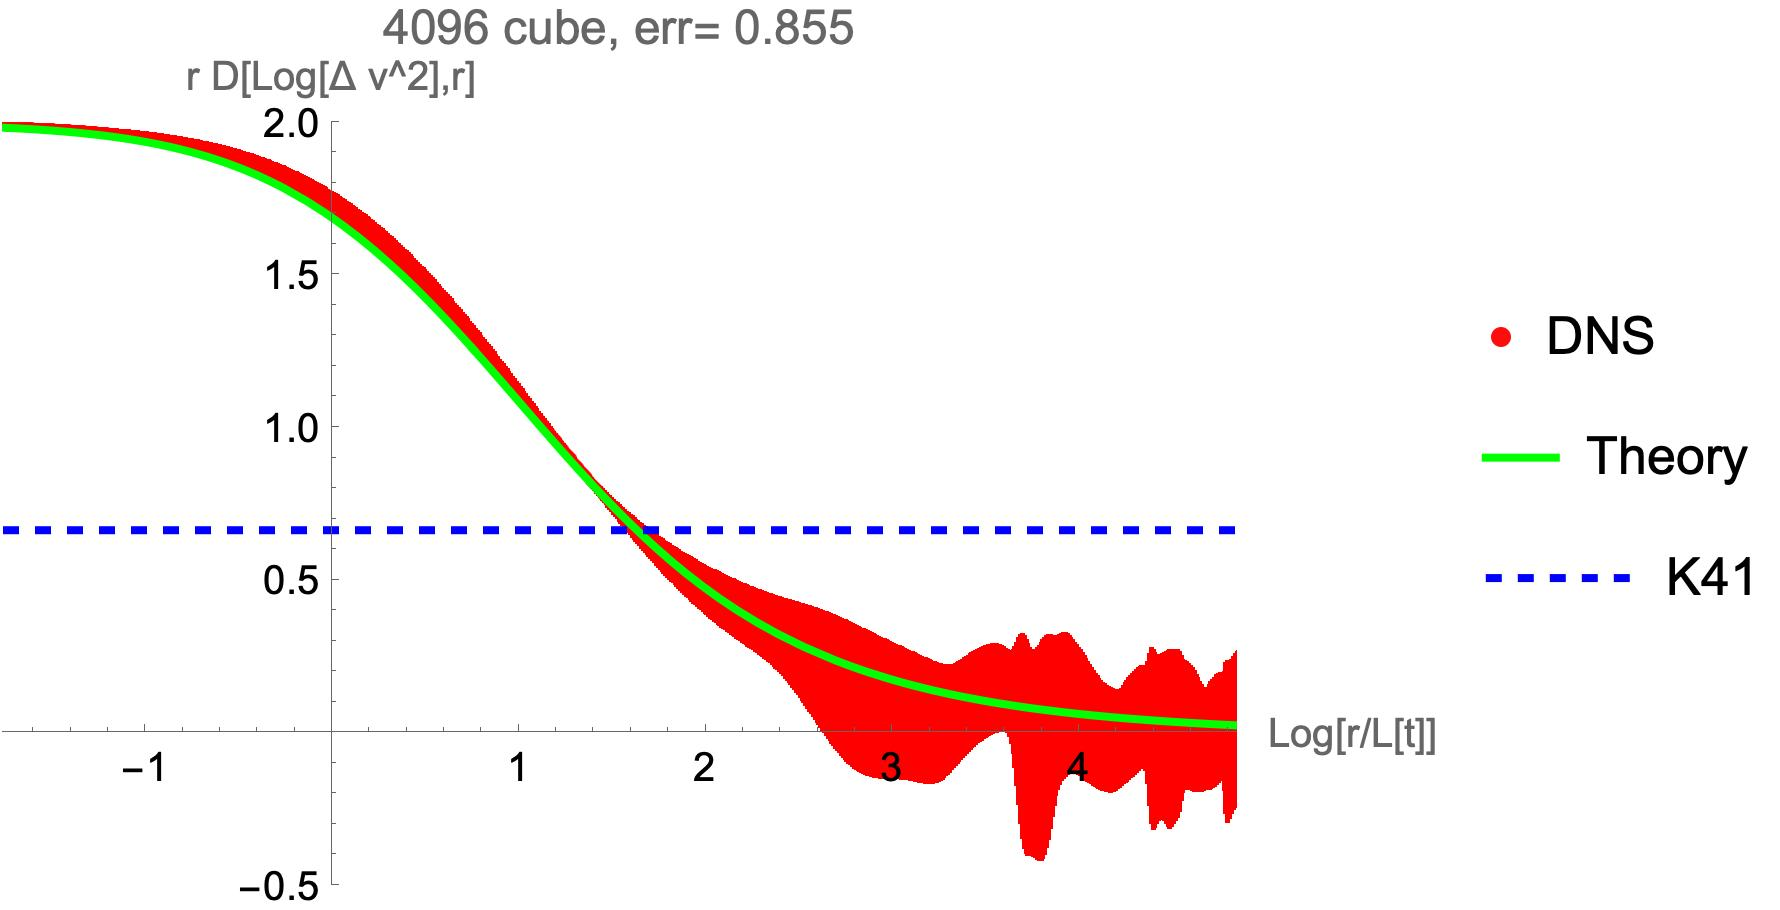 4096 cube, err= 0.855
r D[Log[Δ v^2],r]
2.0
1.5
1.0
0.5
−0.5
−1
1
2
3
4
Log[r/L[t]]
DNS
Theory
K41